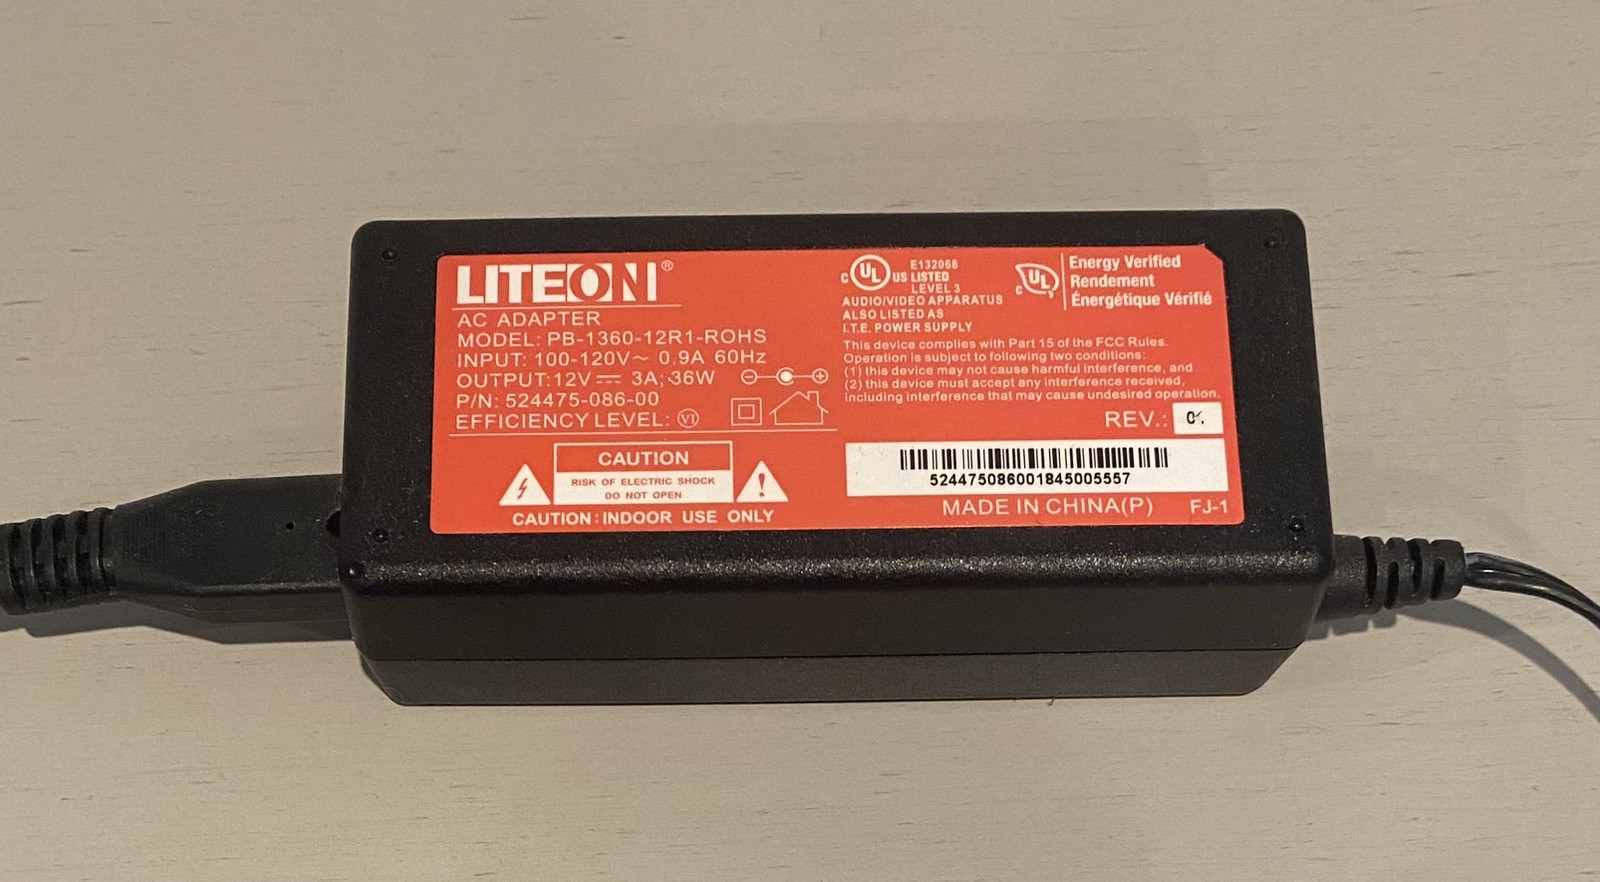 LITEON®
AC ADAPTER
MODEL: PB-1360-12R1-ROHS
INPUT: 100-120V~ 0.9A 60Hz
OUTPUT:12V⎓ 3A; 36W
P/N: 524475-086-00
EFFICIENCY LEVEL: VI
CAUTION
RISK OF ELECTRIC SHOCK
DO NOT OPEN
CAUTION: INDOOR USE ONLY
C UL US LISTED
E132068
LEVEL 3
AUDIO/VIDEO APPARATUS
ALSO LISTED AS
I.T.E. POWER SUPPLY
C UL
Energy Verified
Rendement
Énergétique Vérifié
This device complies with Part 15 of the FCC Rules.
Operation is subject to following two conditions:
(1) this device may not cause harmful interference, and
(2) this device must accept any interference received,
including interference that may cause undesired operation.
REV.:
524475086001845005557
MADE IN CHINA(P)
FJ-1